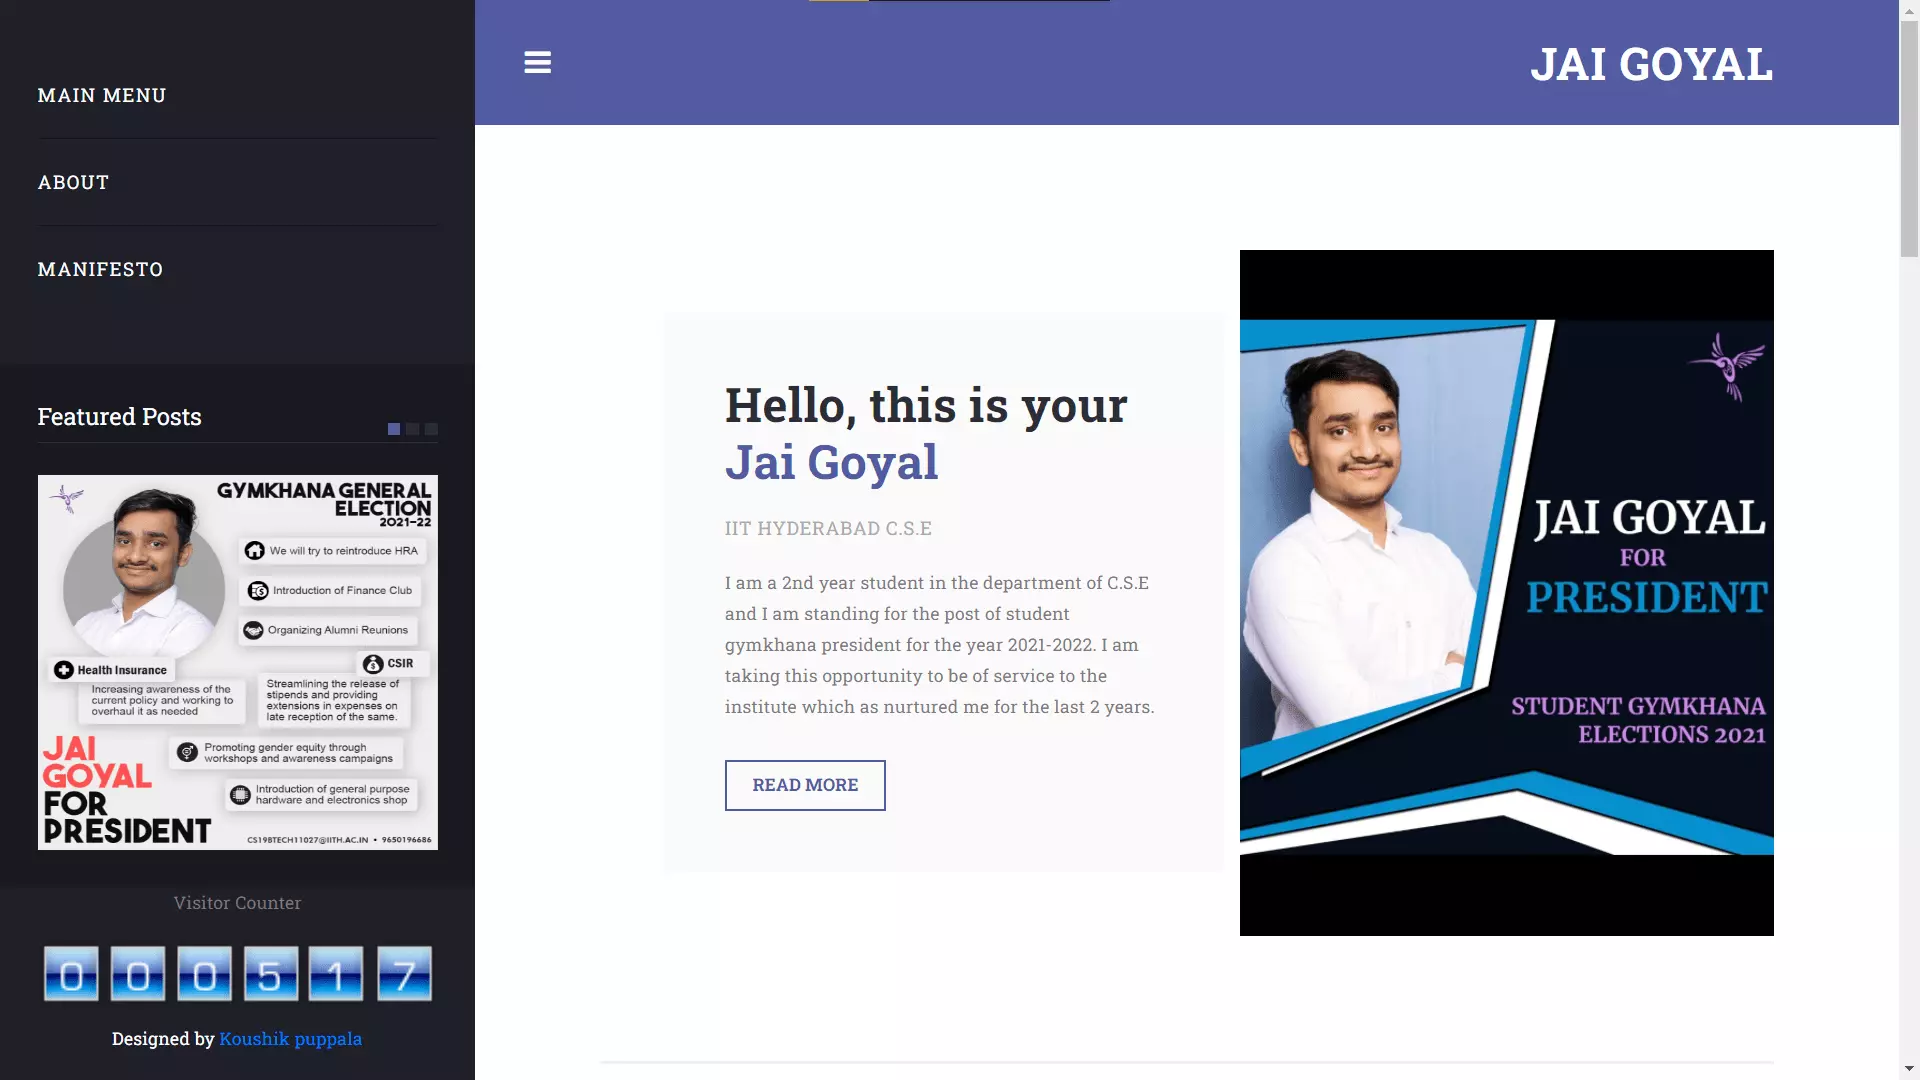 MAIN MENU
ABOUT
MANIFESTO
Featured Posts
GYMKHANA GENERAL
ELECTION
2021-22
We will try to reintroduce HRA
Introduction of Finance Club
Organizing Alumni Reunions
Health Insurance
Increasing awareness of the
current policy and working to
overhaul it as needed
CSIR
Streamlining the release of
stipends and providing
extensions in expenses on
late reception of the same.
Promoting gender equity through
workshops and awareness campaigns
Introduction of general purpose
hardware and electronics shop
JAI
GOYAL
FOR
PRESIDENT
CS19BTECH11027@IITH.AC.IN • 9650196686
Visitor Counter
000517
Designed by Koushik puppala
JAI GOYAL
Hello, this is your
Jai Goyal
IIT HYDERABAD C.S.E
I am a 2nd year student in the department of C.S.E
and I am standing for the post of student
gymkhana president for the year 2021-2022. I am
taking this opportunity to be of service to the
institute which as nurtured me for the last 2 years.
READ MORE
JAI GOYAL
FOR
PRESIDENT
STUDENT GYMKHANA
ELECTIONS 2021